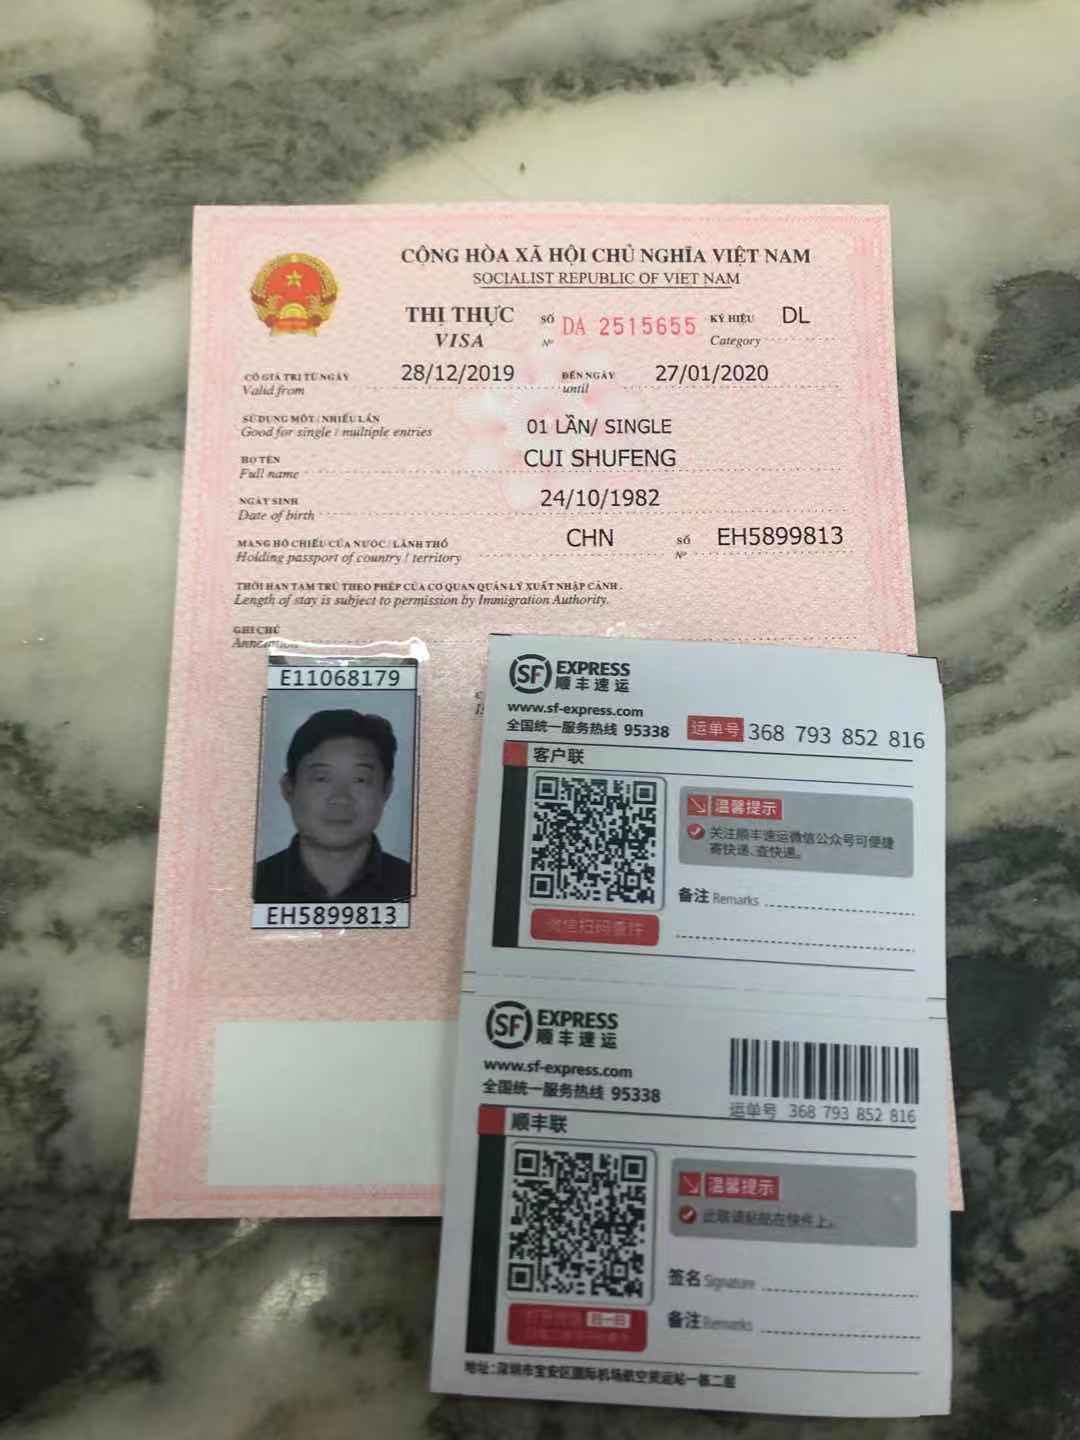 CỘNG HÒA XÃ HỘI CHỦ NGHĨA VIỆT NAM
SOCIALIST REPUBLIC OF VIET NAM
THỊ THỰC
VISA
SỐ
Nº
DA 2515655
KÝ HIỆU
Category
DL
CÓ GIÁ TRỊ TỪ NGÀY
Valid from
28/12/2019
ĐẾN NGÀY
until
27/01/2020
SỬ DỤNG MỘT / NHIỀU LẦN
Good for single / multiple entries
01 LẦN/ SINGLE
HỌ TÊN
Full name
CUI SHUFENG
NGÀY SINH
Date of birth
24/10/1982
MANG HỘ CHIẾU CỦA NƯỚC / LÃNH THỔ
Holding passport of country / territory
CHN
SỐ
Nº
EH5899813
THỜI HẠN TẠM TRÚ THEO PHÉP CỦA CƠ QUAN QUẢN LÝ XUẤT NHẬP CẢNH .
Length of stay is subject to permission by Immigration Authority.
GHI CHÚ
E11068179
EH5899813
SF EXPRESS
顺丰速运
www.sf-express.com
全国统一服务热线 95338
运单号 368 793 852 816
客户联
温馨提示
关注顺丰速运微信公众号可便捷
寄快递、查快递。
备注 Remarks
微信扫码寄件
SF EXPRESS
顺丰速运
www.sf-express.com
全国统一服务热线 95338
运单号 368 793 852 816
顺丰联
温馨提示
此联请粘贴在快件上。
签名 Signature
备注 Remarks
地址：深圳市宝安区国际机场航空货运站一栋二层